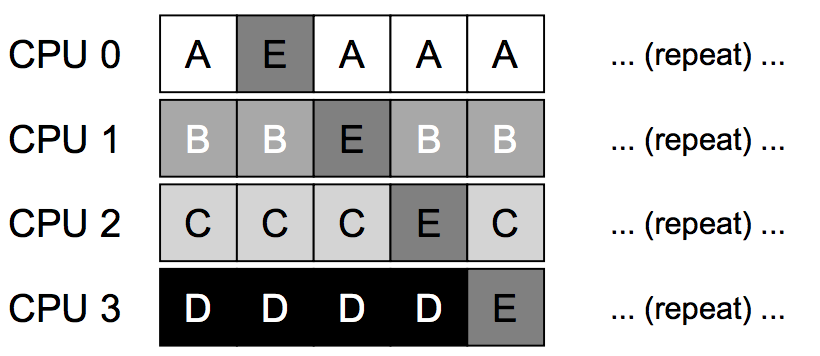 CPU 0 A E A A A ... (repeat) ...
CPU 1 B B E B B ... (repeat) ...
CPU 2 C C C E C ... (repeat) ...
CPU 3 D D D D E ... (repeat) ...